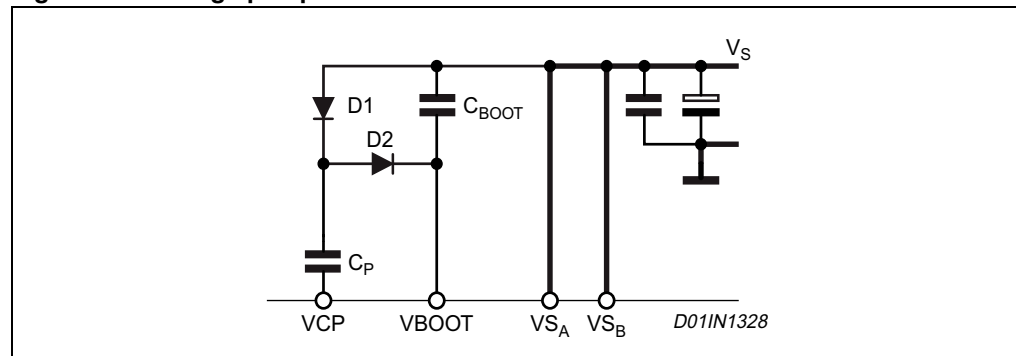 V_S
D1
C_BOOT
D2
C_P
VCP VBOOT VS_A VS_B D01IN1328